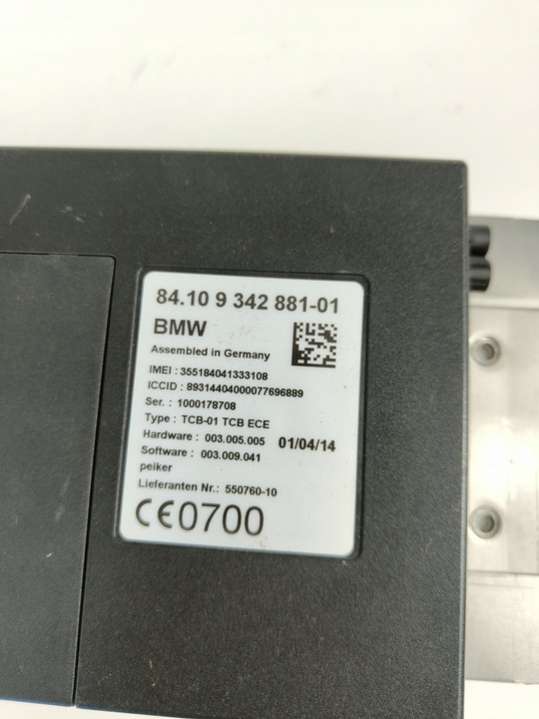 84.10 9 342 881-01
BMW
Assembled in Germany
IMEI : 355184041333108
ICCID : 89314404000077696889
Ser. : 1000178708
Type : TCB-01 TCB ECE
Hardware : 003.005.005 01/04/14
Software : 003.009.041
peiker
Lieferanten Nr.: 550760-10
CE0700